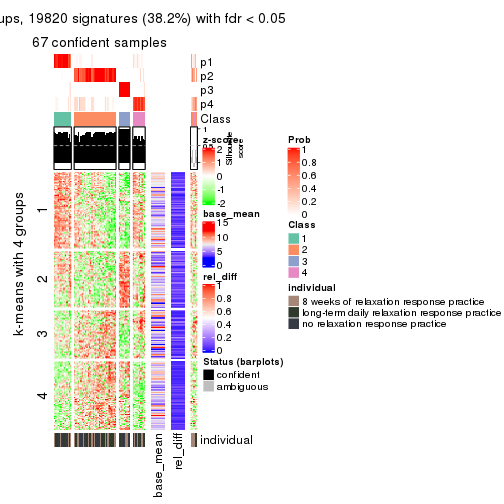 ups, 19820 signatures (38.2%) with fdr < 0.05
67 confident samples
p1
p2
p3
p4
Class
1
0.5
0
Silhouette
score
k-means with 4 groups
1
2
3
4
base_mean
rel_diff
individual
z-score
2
1
0
-1
-2
base_mean
15
10
5
0
rel_diff
1
0.8
0.6
0.4
0.2
0
Status (barplots)
confident
ambiguous
Prob
1
0.8
0.6
0.4
0.2
0
Class
1
2
3
4
individual
8 weeks of relaxation response practice
long-term daily relaxation response practice
no relaxation response practice